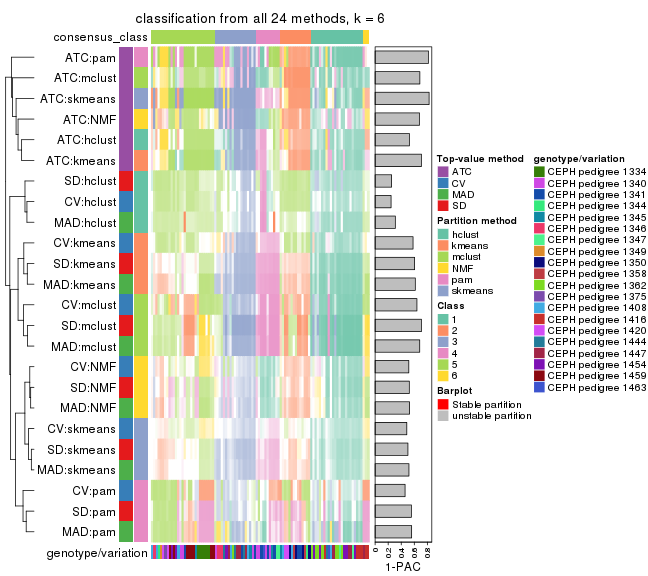 classification from all 24 methods, k = 6
consensus_class
ATC:pam
ATC:mclust
ATC:skmeans
ATC:NMF
ATC:hclust
ATC:kmeans
SD:hclust
CV:hclust
MAD:hclust
CV:kmeans
SD:kmeans
MAD:kmeans
CV:mclust
SD:mclust
MAD:mclust
CV:NMF
SD:NMF
MAD:NMF
CV:skmeans
SD:skmeans
MAD:skmeans
CV:pam
SD:pam
MAD:pam
genotype/variation
0 0.2 0.4 0.6 0.8
1-PAC
Top-value method
ATC
CV
MAD
SD
Partition method
hclust
kmeans
mclust
NMF
pam
skmeans
Class
1
2
3
4
5
6
Barplot
Stable partition
unstable partition
genotype/variation
CEPH pedigree 1334
CEPH pedigree 1340
CEPH pedigree 1341
CEPH pedigree 1344
CEPH pedigree 1345
CEPH pedigree 1346
CEPH pedigree 1347
CEPH pedigree 1349
CEPH pedigree 1350
CEPH pedigree 1358
CEPH pedigree 1362
CEPH pedigree 1375
CEPH pedigree 1408
CEPH pedigree 1416
CEPH pedigree 1420
CEPH pedigree 1444
CEPH pedigree 1447
CEPH pedigree 1454
CEPH pedigree 1459
CEPH pedigree 1463